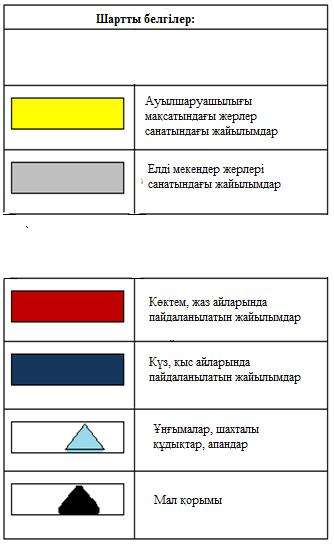 Шартты белгілер:
Ауылшаруашылығы
мақсатындағы жерлер
санатындағы жайылымдар
Елді мекендер жерлері
санатындағы жайылымдар
Көктем, жаз айларында
пайдаланылатын жайылымдар
Күз, қыс айларында
пайдаланылатын жайылымдар
Ұңғымалар, шахталы
құдықтар, апандар
Мал қорымы